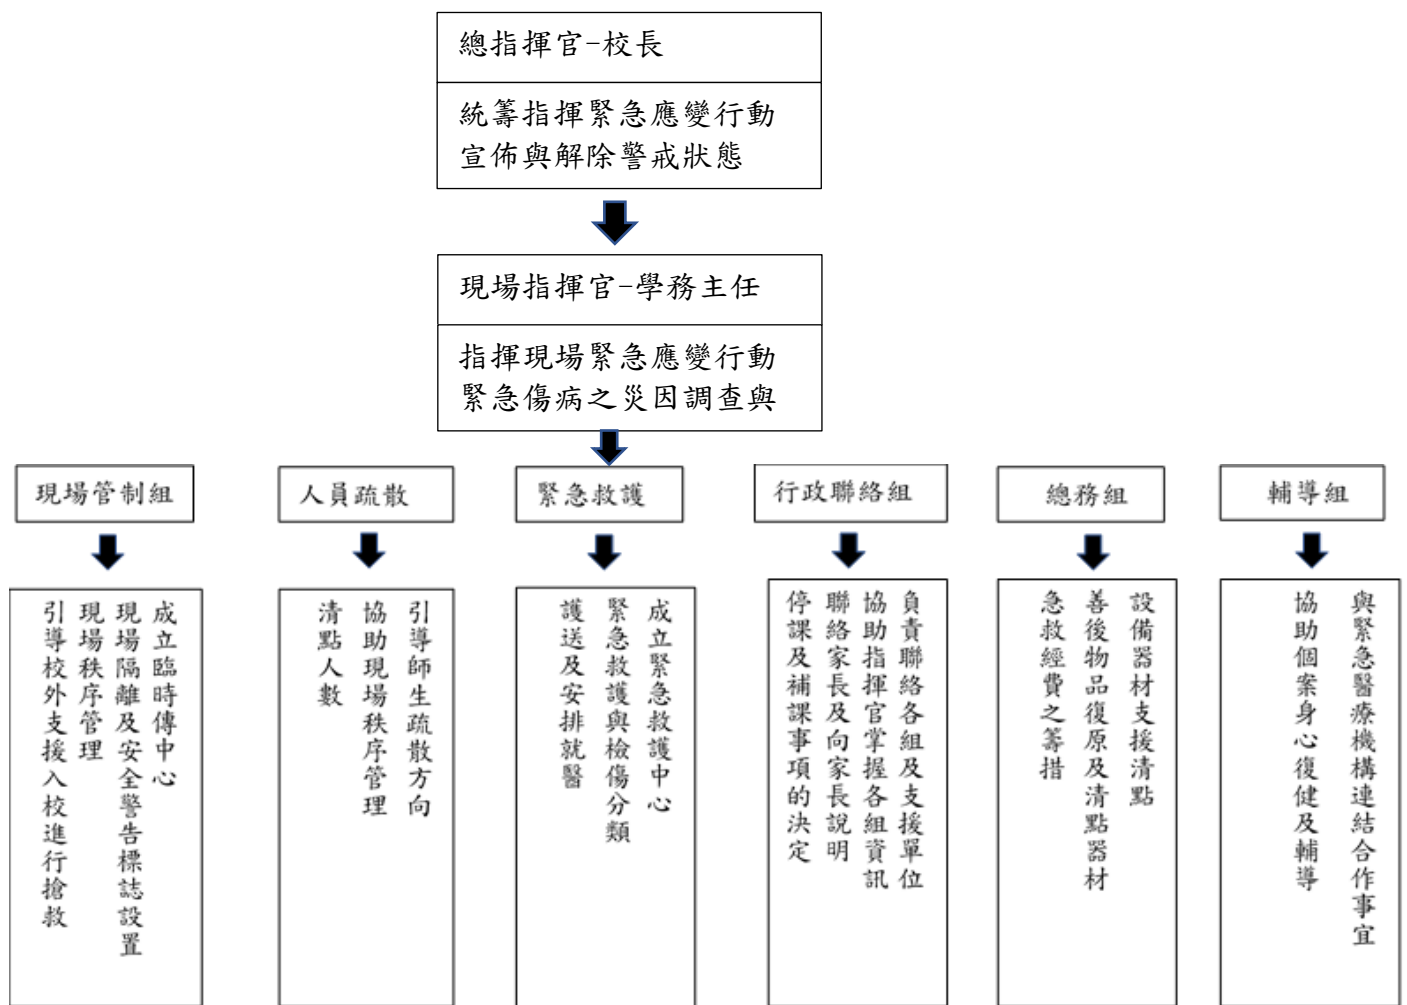 總指揮官-校長
統籌指揮緊急應變行動
宣佈與解除警戒狀態
現場指揮官-學務主任
指揮現場緊急應變行動
緊急傷病之災因調查與
現場管制組
成立臨時傳中心
現場隔離及安全警告標誌設置
現場秩序管理
引導校外支援入校進行搶救
人員疏散
引導師生疏散方向
協助現場秩序管理
清點人數
緊急救護
成立緊急救護中心
緊急救護與檢傷分類
護送及安排就醫
行政聯絡組
負責聯絡各組及支援單位
協助指揮官掌握各組資訊
聯絡家長及向家長說明
停課及補課事項的決定
總務組
設備器材支援清點
善後物品復原及清點器材
急救經費之籌措
輔導組
與緊急醫療機構連結合作事宜
協助個案身心復健及輔導